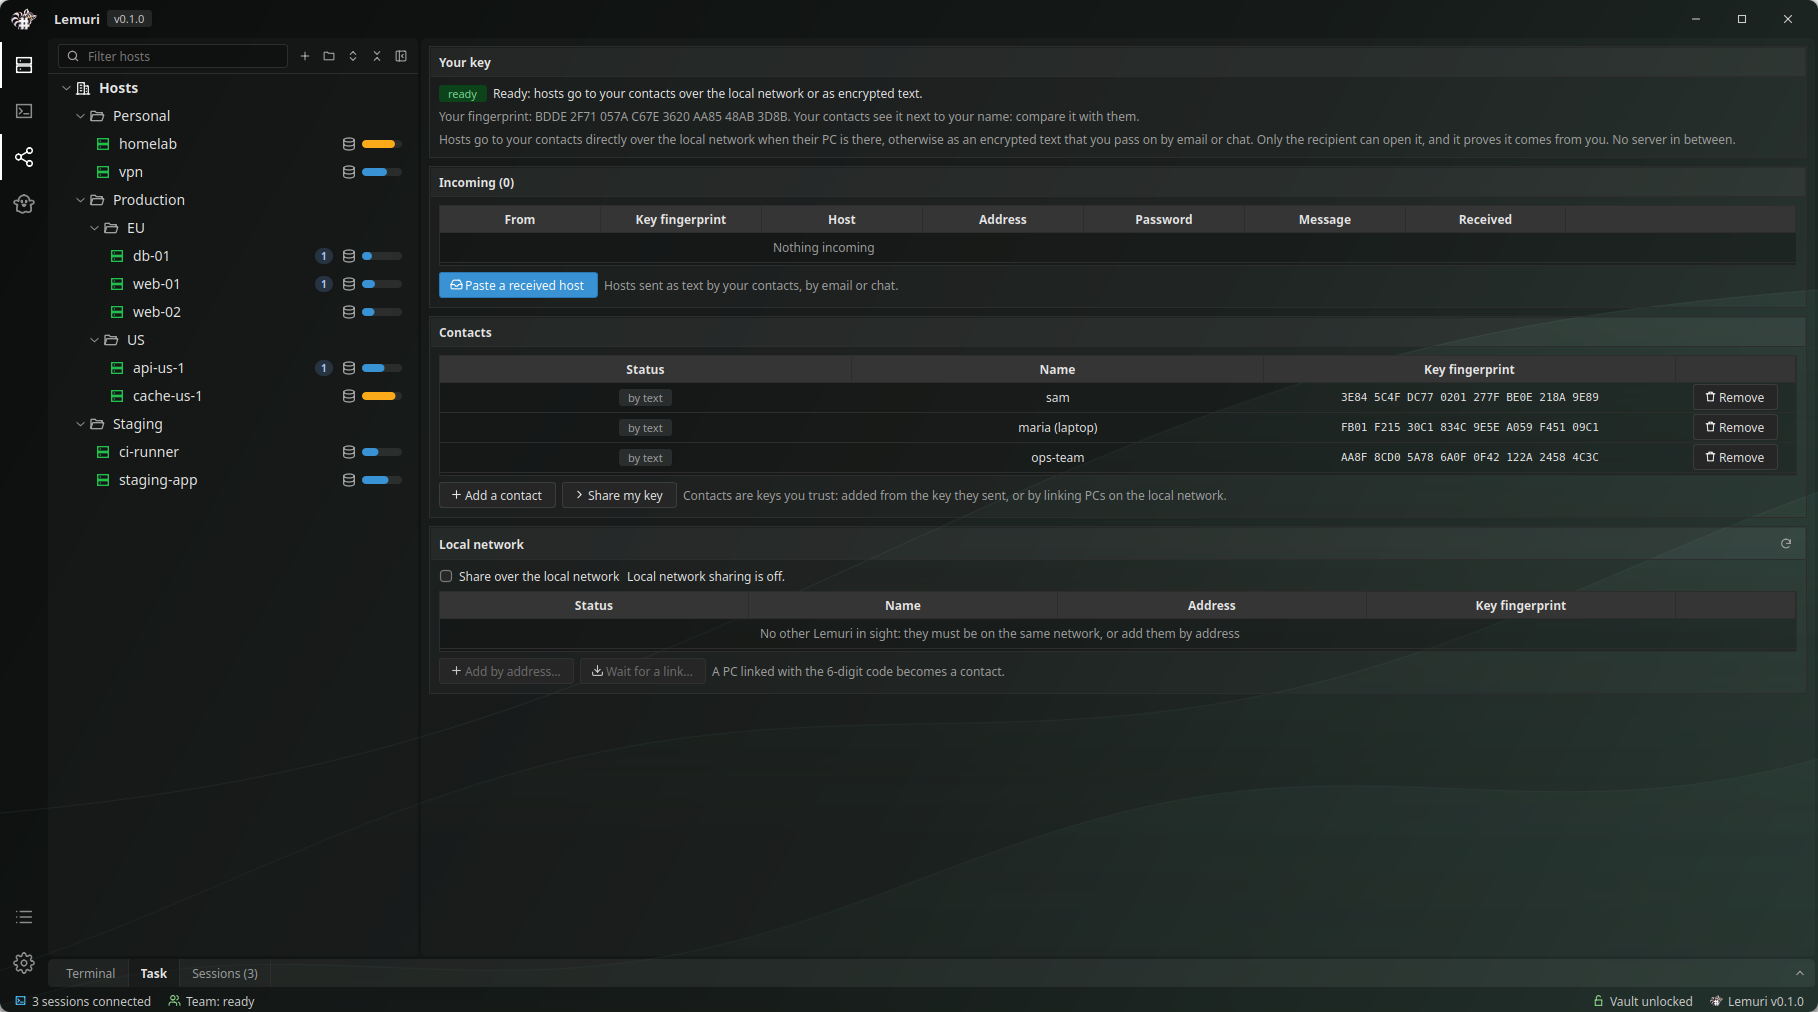 Lemuri v0.1.0
Filter hosts
Hosts
Personal
homelab
vpn
Production
EU
db-01 1
web-01 1
web-02
US
api-us-1 1
cache-us-1
Staging
ci-runner
staging-app
Your key
ready Ready: hosts go to your contacts over the local network or as encrypted text.
Your fingerprint: BDDE 2F71 057A C67E 3620 AA85 48AB 3D8B. Your contacts see it next to your name: compare it with them.
Hosts go to your contacts directly over the local network when their PC is there, otherwise as an encrypted text that you pass on by email or chat. Only the recipient can open it, and it proves it comes from you. No server in between.
Incoming (0)
From Key fingerprint Host Address Password Message Received
Nothing incoming
Paste a received host Hosts sent as text by your contacts, by email or chat.
Contacts
Status Name Key fingerprint
by text sam 3E84 5C4F DC77 0201 277F BE0E 218A 9E89 Remove
by text maria (laptop) FB01 F215 30C1 834C 9E5E A059 F451 09C1 Remove
by text ops-team AA8F 8CD0 5A78 6A0F 0F42 122A 2458 4C3C Remove
+ Add a contact > Share my key Contacts are keys you trust: added from the key they sent, or by linking PCs on the local network.
Local network
Share over the local network Local network sharing is off.
Status Name Address Key fingerprint
No other Lemuri in sight: they must be on the same network, or add them by address
+ Add by address... Wait for a link... A PC linked with the 6-digit code becomes a contact.
Terminal Task Sessions (3)
3 sessions connected Team: ready Vault unlocked Lemuri v0.1.0